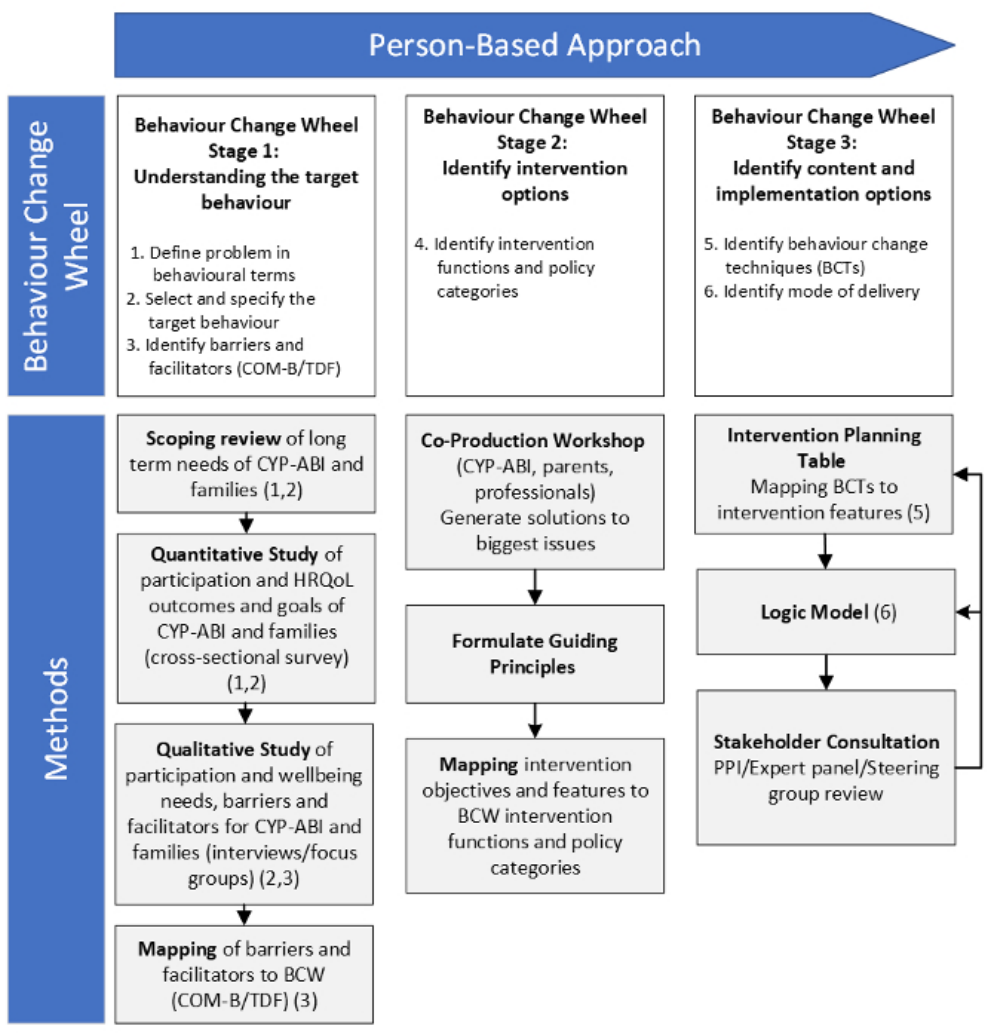 Person-Based Approach
Behaviour Change
Wheel
Behaviour Change Wheel
Stage 1:
Understanding the target
behaviour
1. Define problem in
behavioural terms
2. Select and specify the
target behaviour
3. Identify barriers and
facilitators (COM-B/TDF)
Behaviour Change Wheel
Stage 2:
Identify intervention
options
4. Identify intervention
functions and policy
categories
Behaviour Change Wheel
Stage 3:
Identify content and
implementation options
5. Identify behaviour change
techniques (BCTs)
6. Identify mode of delivery
Methods
Scoping review of long
term needs of CYP-ABI and
families (1,2)
Quantitative Study of
participation and HRQoL
outcomes and goals of
CYP-ABI and families
(cross-sectional survey)
(1,2)
Qualitative Study of
participation and wellbeing
needs, barriers and
facilitators for CYP-ABI and
families (interviews/focus
groups) (2,3)
Mapping of barriers and
facilitators to BCW
(COM-B/TDF) (3)
Co-Production Workshop
(CYP-ABI, parents,
professionals)
Generate solutions to
biggest issues
Formulate Guiding
Principles
Mapping intervention
objectives and features to
BCW intervention
functions and policy
categories
Intervention Planning
Table
Mapping BCTs to
intervention features (5)
Logic Model (6)
Stakeholder Consultation
PPI/Expert panel/Steering
group review